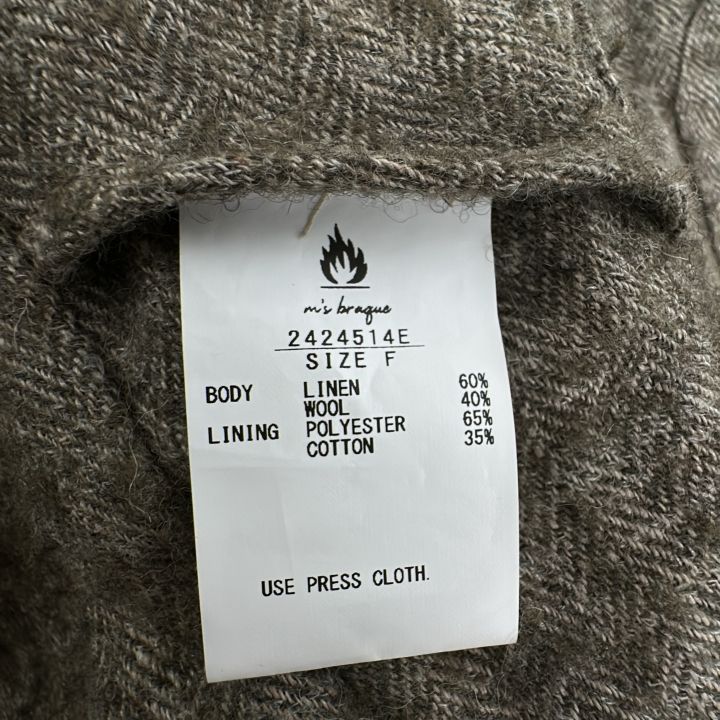 m's braque
2424514E
SIZE F
BODY LINEN 60%
WOOL 40%
LINING POLYESTER 65%
COTTON 35%
USE PRESS CLOTH.